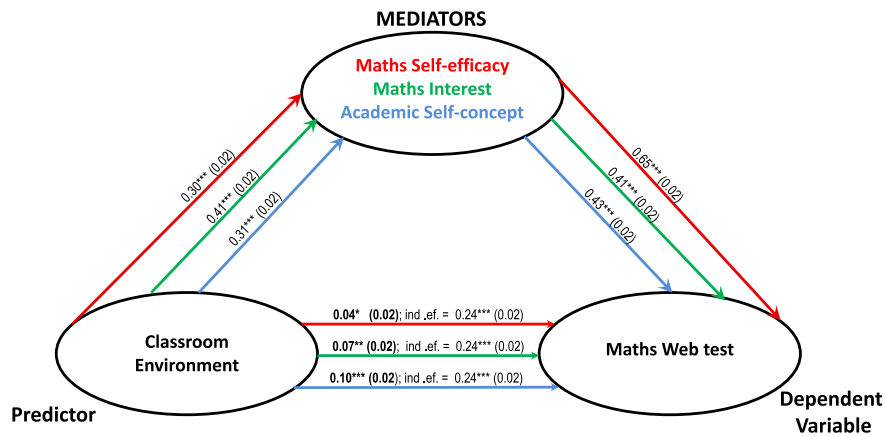 MEDIATORS
Maths Self-efficacy
Maths Interest
Academic Self-concept
0.30*** (0.02)
0.41*** (0.02)
0.31*** (0.02)
0.43*** (0.02)
0.41*** (0.02)
0.65*** (0.02)
0.04* (0.02); ind .ef. = 0.24*** (0.02)
0.07** (0.02); ind .ef. = 0.24*** (0.02)
0.10*** (0.02); ind .ef. = 0.24*** (0.02)
Classroom
Environment
Maths Web test
Predictor
Dependent
Variable